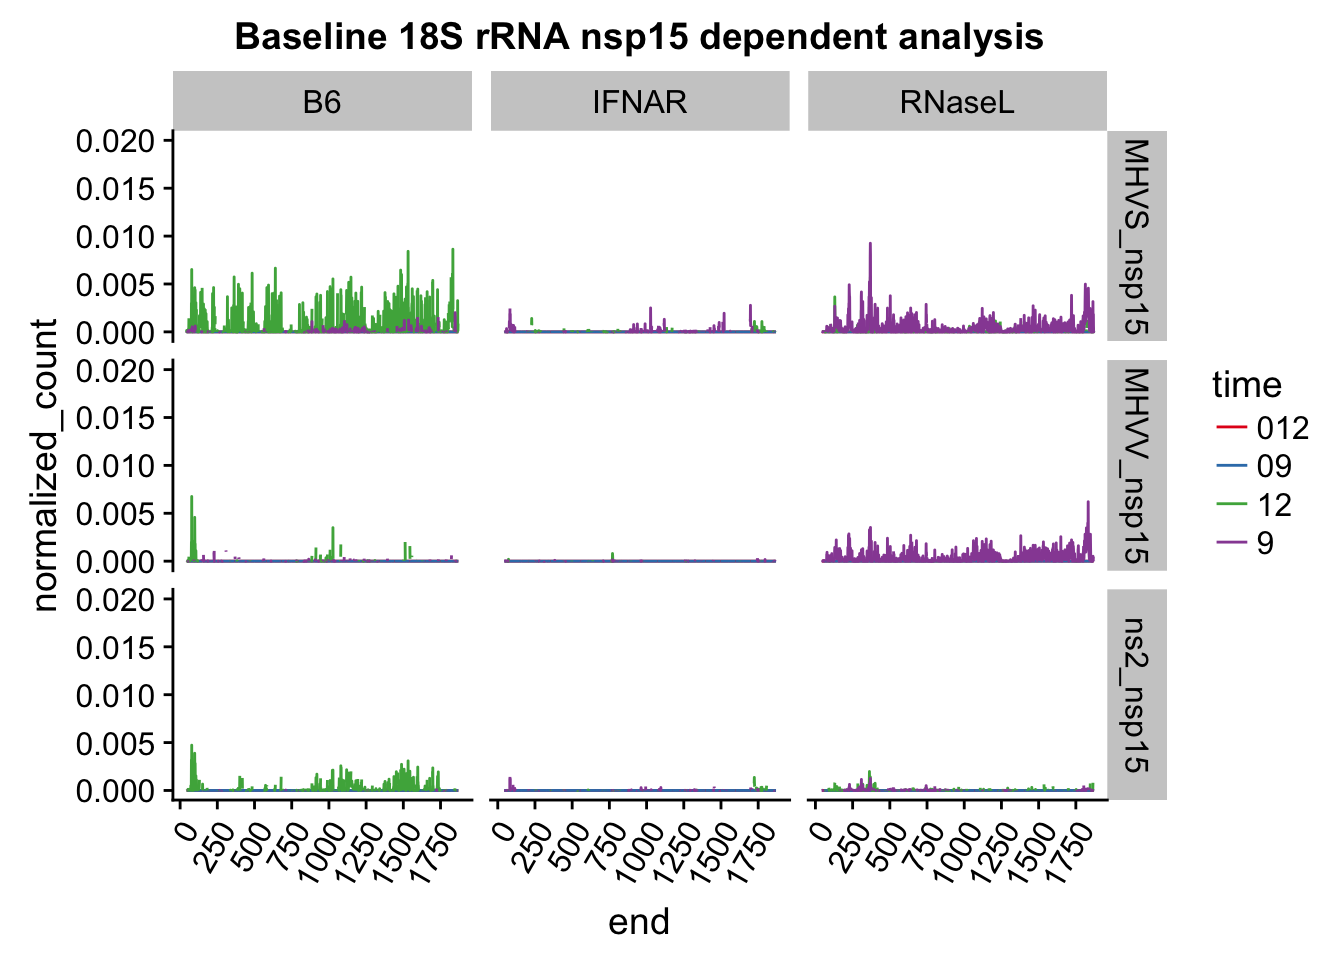 Baseline 18S rRNA nsp15 dependent analysis
B6 IFNAR RNaseL
0.020
0.015
0.010
0.005
0.000
MHVS_nsp15
0.020
0.015
0.010
0.005
0.000
MHVV_nsp15
0.020
0.015
0.010
0.005
0.000
ns2_nsp15
normalized_count
0 250 500 750 1000 1250 1500 1750 0 250 500 750 1000 1250 1500 1750 0 250 500 750 1000 1250 1500 1750
end
time
012
09
12
9